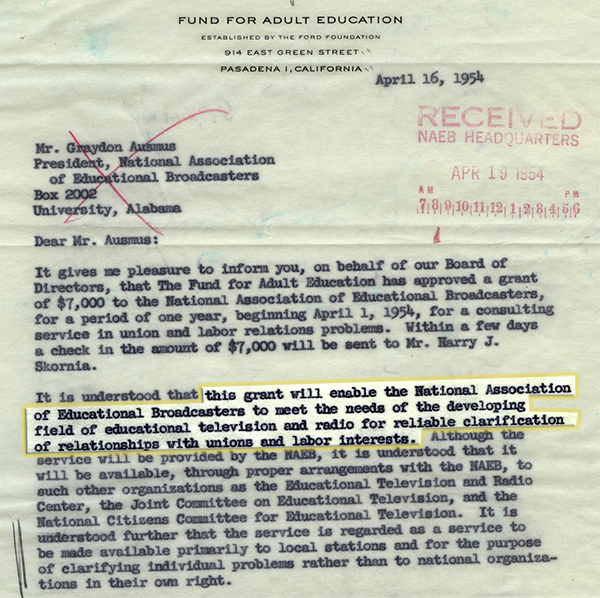 FUND FOR ADULT EDUCATION
ESTABLISHED BY THE FORD FOUNDATION
914 EAST GREEN STREET
PASADENA 1, CALIFORNIA
April 16, 1954
RECEIVED
NAEB HEADQUARTERS
APR 19 1954
AM PM
7 8 9 10 11 12 1 2 3 4 5 6
Mr. Graydon Ausmus
President, National Association
of Educational Broadcasters
Box 2002
University, Alabama
Dear Mr. Ausmus:
It gives me pleasure to inform you, on behalf of our Board of
Directors, that The Fund for Adult Education has approved a grant
of $7,000 to the National Association of Educational Broadcasters,
for a period of one year, beginning April 1, 1954, for a consulting
service in union and labor relations problems. Within a few days
a check in the amount of $7,000 will be sent to Mr. Harry J.
Skornia.
It is understood that this grant will enable the National Association
of Educational Broadcasters to meet the needs of the developing
field of educational television and radio for reliable clarification
of relationships with unions and labor interests. Although the
service will be provided by the NAEB, it is understood that it
will be available, through proper arrangements with the NAEB, to
such other organizations as the Educational Television and Radio
Center, the Joint Committee on Educational Television, and the
National Citizens Committee for Educational Television. It is
understood further that the service is regarded as a service to
be made available primarily to local stations and for the purpose
of clarifying individual problems rather than to national organiza-
tions in their own right.